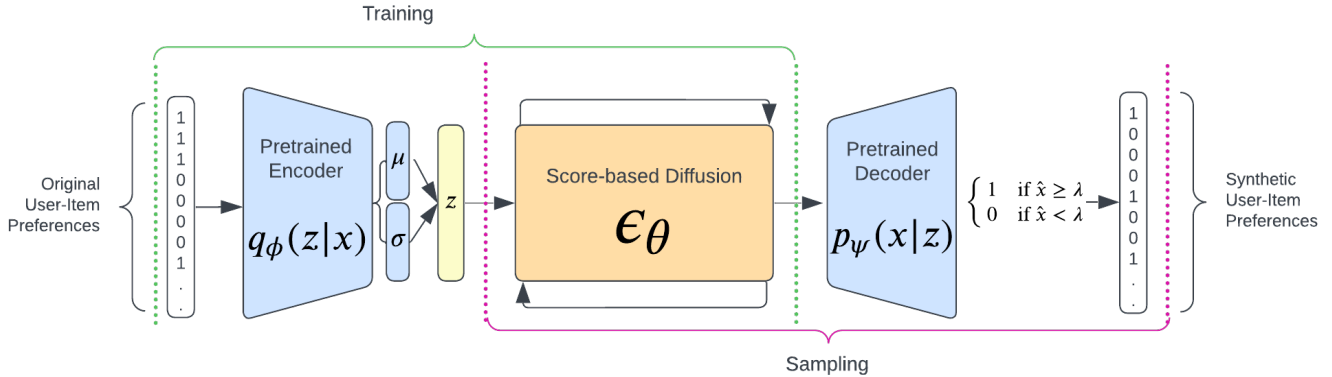 Training
Original
User-Item
Preferences
1
1
1
0
0
0
0
1
.
.
Pretrained
Encoder
qϕ(z|x)
μ
σ
z
Score-based Diffusion
ϵθ
Pretrained
Decoder
pψ(x|z)
{ 1 if x̂ ≥ λ
0 if x̂ < λ
1
0
0
0
1
0
0
1
.
.
Synthetic
User-Item
Preferences
Sampling